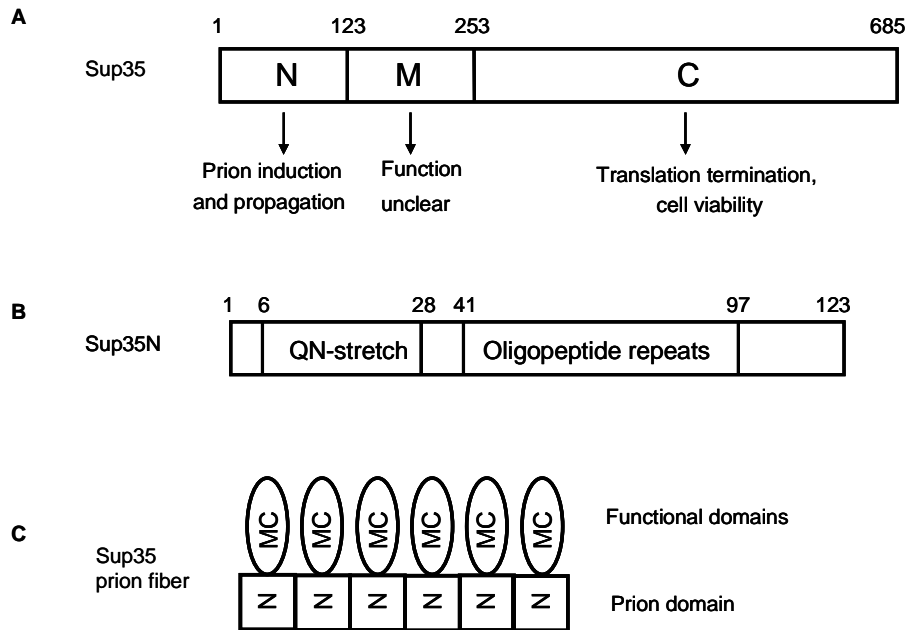 A
1 123 253 685
Sup35 N M C
Prion induction
and propagation
Function
unclear
Translation termination,
cell viability
B
1 6 28 41 97 123
Sup35N QN-stretch Oligopeptide repeats
C
MC MC MC MC MC MC
Functional domains
Sup35
prion fiber
N N N N N N
Prion domain